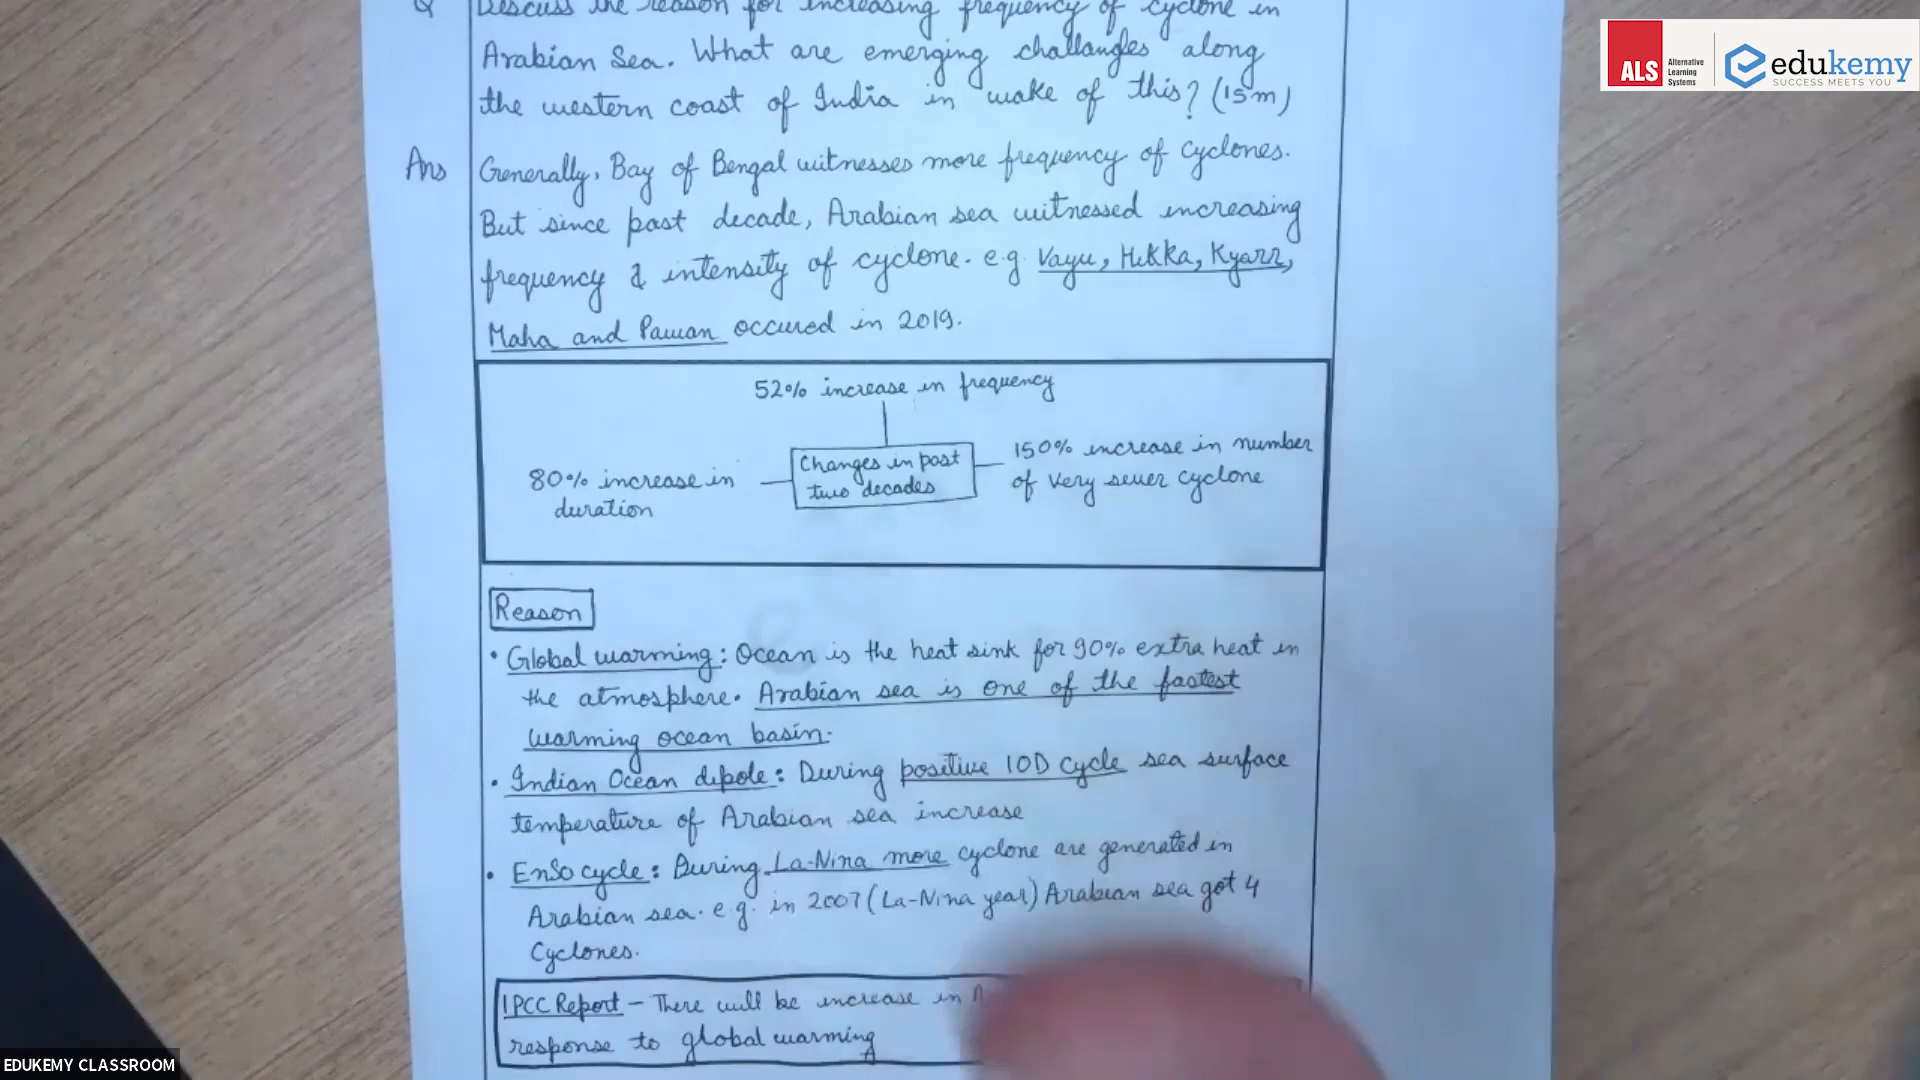 Q Discuss the reason for increasing frequency of cyclone in
Arabian Sea. What are emerging challangles along
the western coast of India in wake of this? (15m)
Ans Generally, Bay of Bengal witnesses more frequency of cyclones.
But since past decade, Arabian sea witnessed increasing
frequency & intensity of cyclone. e.g. Vayu, Hikka, Kyarr,
Maha and Pawan occured in 2019.
52% increase in frequency
80% increase in
duration
Changes in past
two decades
150% increase in number
of very sever cyclone
Reason
• Global warming: Ocean is the heat sink for 90% extra heat in
the atmosphere. Arabian sea is one of the fastest
warming ocean basin.
• Indian Ocean dipole: During positive IOD cycle sea surface
temperature of Arabian sea increase
• EnSo cycle: During La-Nina more cyclone are generated in
Arabian sea. e.g. in 2007 (La-Nina year) Arabian sea got 4
Cyclones.
IPCC Report – There will be increase in
response to global warming
ALS Alternative
Learning
Systems
edukemy
SUCCESS MEETS YOU
EDUKEMY CLASSROOM